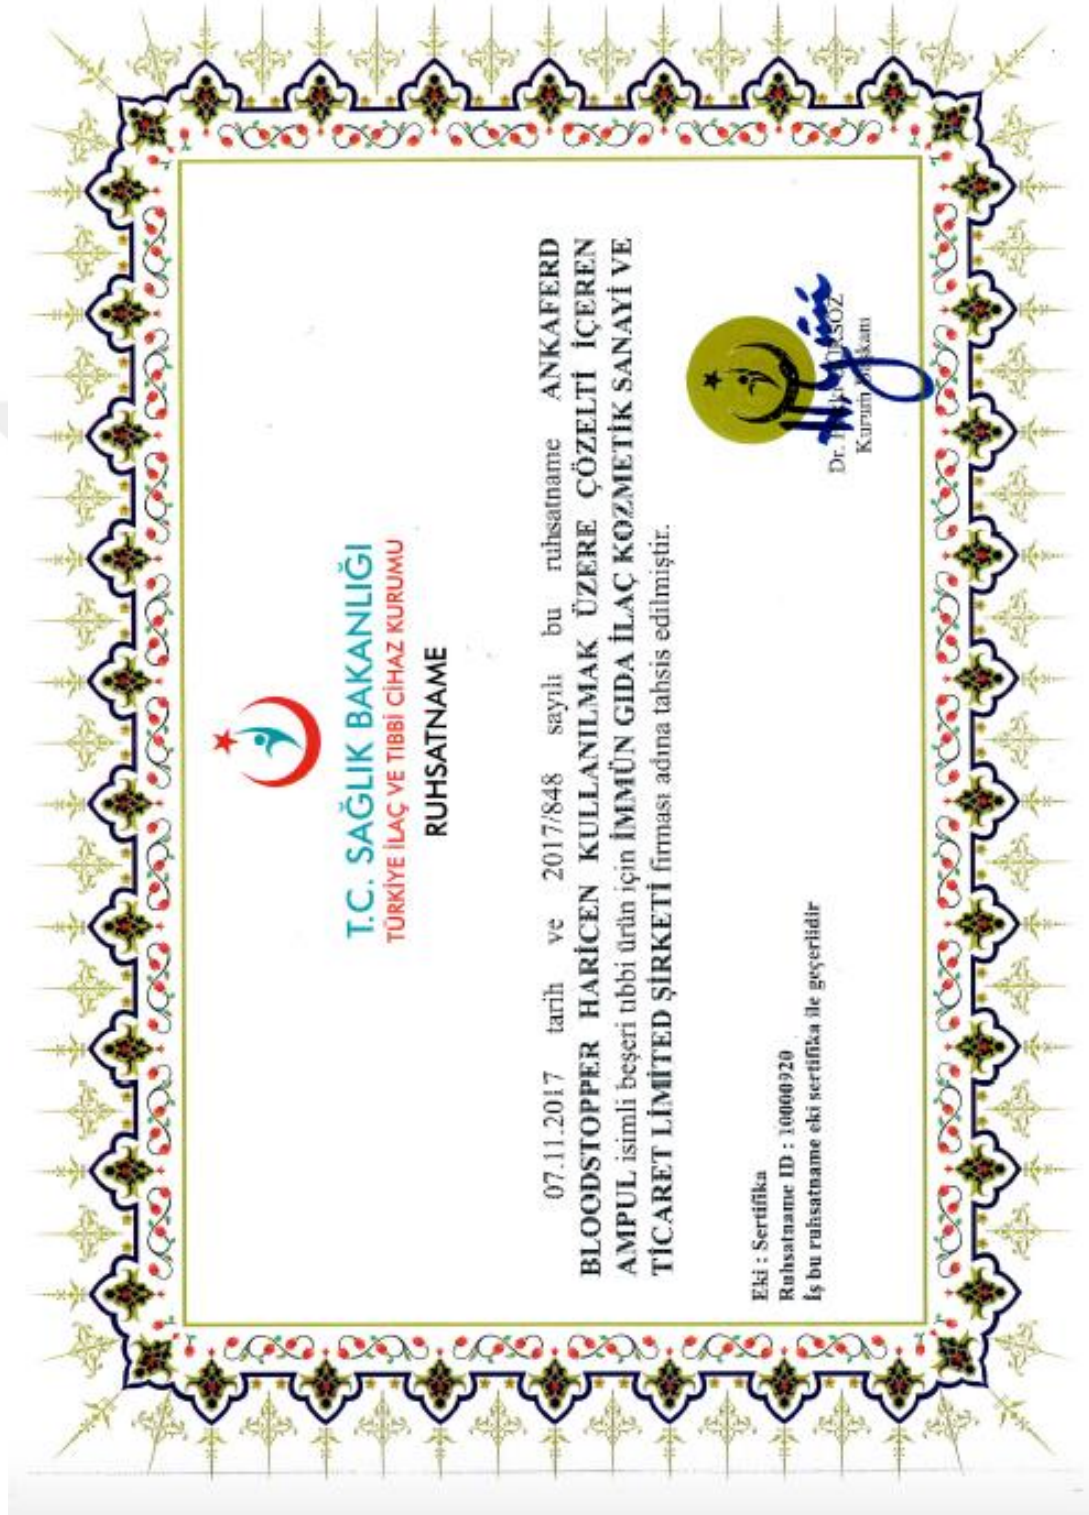 T.C. SAĞLIK BAKANLIĞI
TÜRKİYE İLAÇ VE TIBBİ CİHAZ KURUMU
RUHSATNAME
07.11.2017 tarih ve 2017/848 sayılı bu ruhsatname ANKAFERD
BLOODSTOPPER HARİCEN KULLANILMAK ÜZERE ÇÖZELTİ İÇEREN
AMPUL isimli beşeri tıbbi ürün için İMMÜN GIDA İLAÇ KOZMETİK SANAYİ VE
TİCARET LİMİTED ŞİRKETİ firması adına tahsis edilmiştir.
Dr.
Kurum Başkanı
Eki : Sertifika
Ruhsatname ID : 10000920
İş bu ruhsatname eki sertifika ile geçerlidir